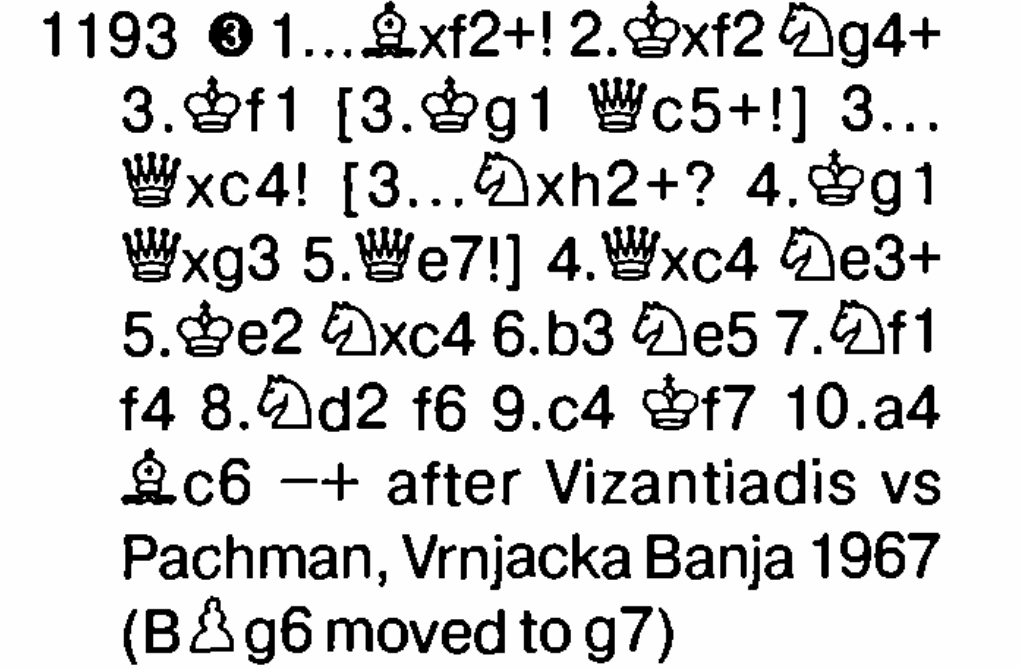 1193 ❸ 1...♗xf2+! 2.♔xf2 ♘g4+
3.♔f1 [3.♔g1 ♕c5+!] 3...
♕xc4! [3...♘xh2+? 4.♔g1
♕xg3 5.♕e7!] 4.♕xc4 ♘e3+
5.♔e2 ♘xc4 6.b3 ♘e5 7.♘f1
f4 8.♘d2 f6 9.c4 ♔f7 10.a4
♗c6 −+ after Vizantiadis vs
Pachman, Vrnjacka Banja 1967
(B♙g6 moved to g7)